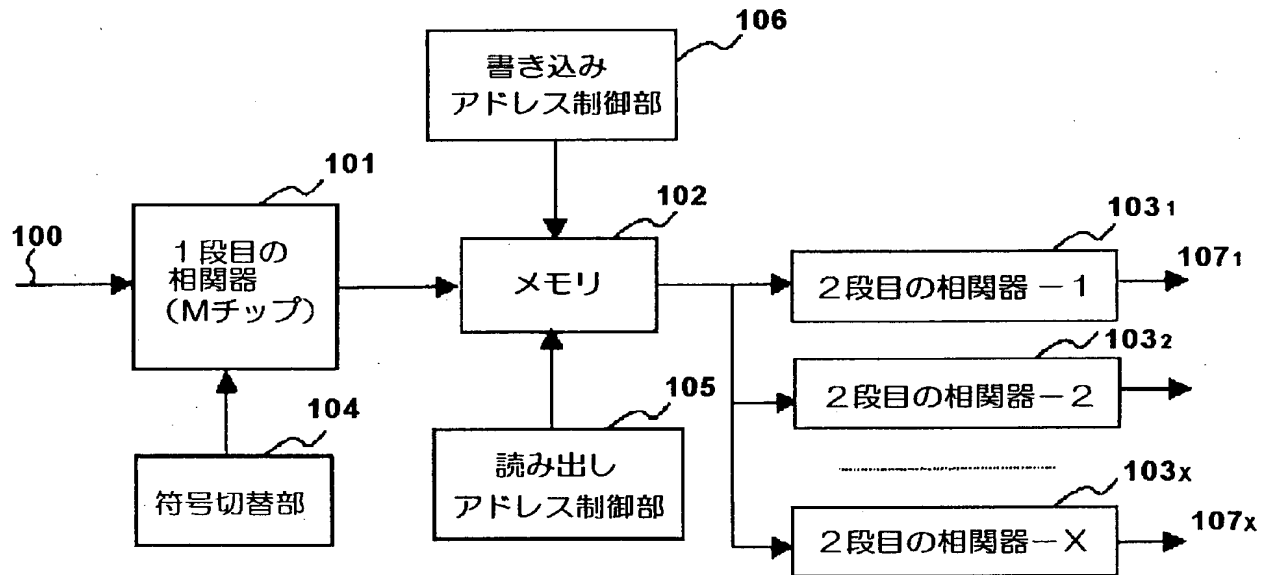 106
書き込み
アドレス制御部
101
102
103₁
100
107₁
1段目の
相関器
(Mチップ)
メモリ
2段目の相関器－1
103₂
2段目の相関器－2
104
105
符号切替部
読み出し
アドレス制御部
103x
2段目の相関器－X
107x